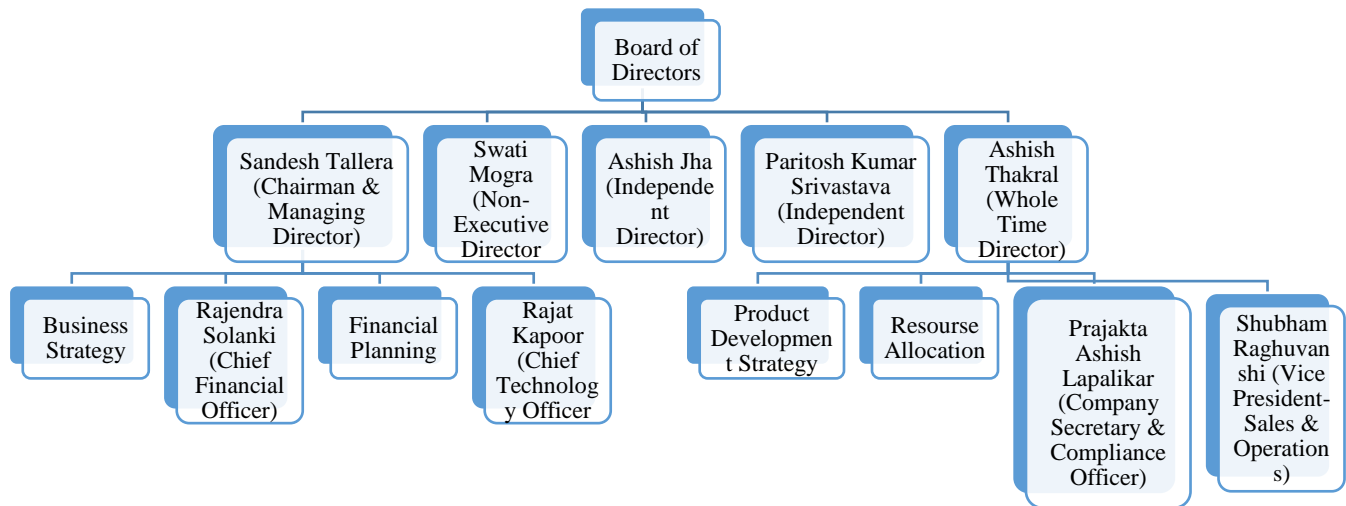 Board of
Directors
Sandesh Tallera
(Chairman &
Managing
Director)
Swati
Mogra
(Non-
Executive
Director
Ashish Jha
(Independe
nt
Director)
Paritosh Kumar
Srivastava
(Independent
Director)
Ashish
Thakral
(Whole
Time
Director)
Business
Strategy
Rajendra
Solanki
(Chief
Financial
Officer)
Financial
Planning
Rajat
Kapoor
(Chief
Technolog
y Officer
Product
Developmen
t Strategy
Resourse
Allocation
Prajakta
Ashish
Lapalikar
(Company
Secretary &
Compliance
Officer)
Shubham
Raghuvan
shi (Vice
President-
Sales &
Operation
s)